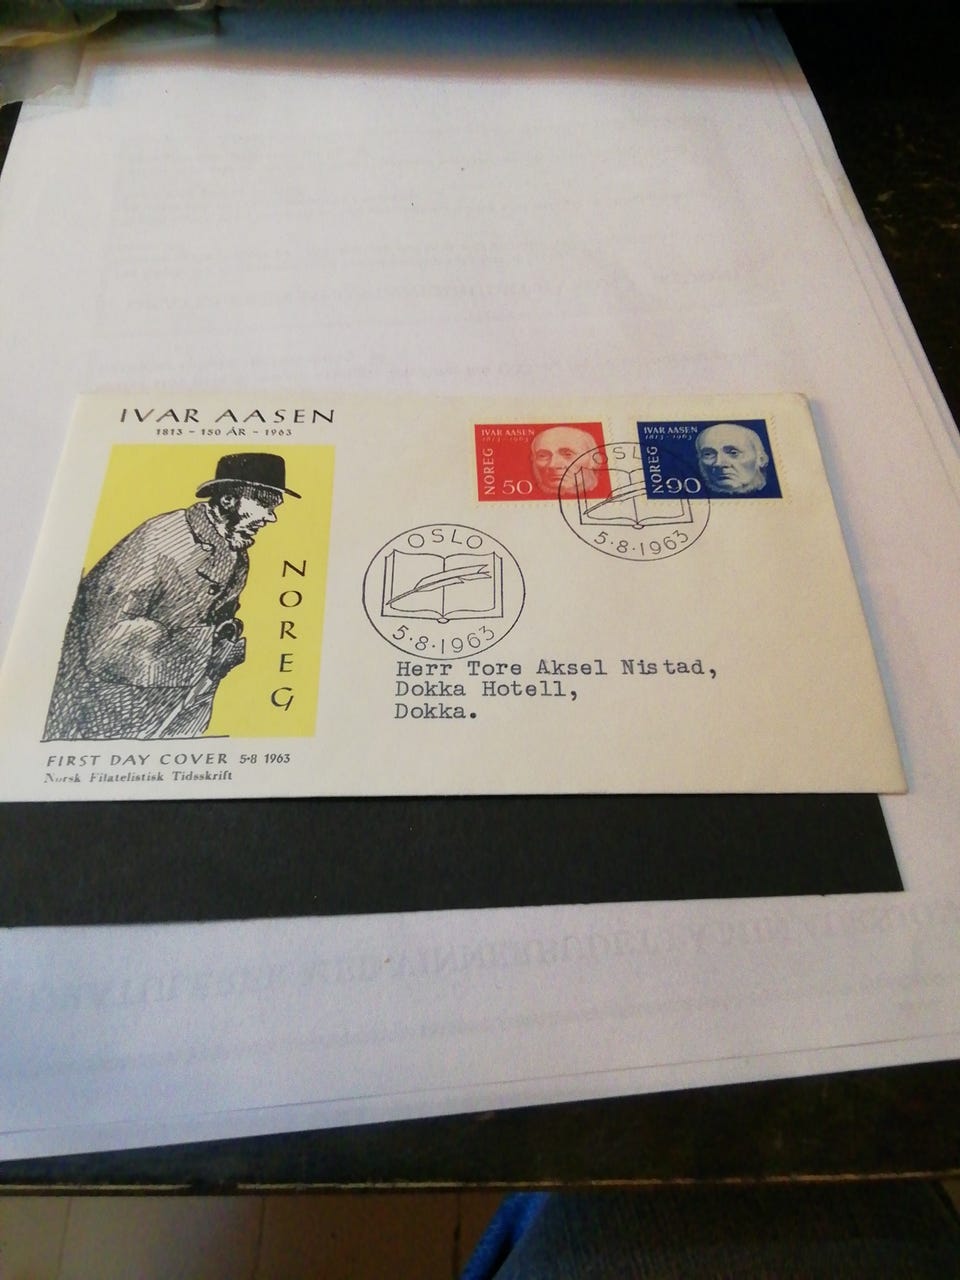 IVAR AASEN
1813 - 150 ÅR - 1963
NOREG
FIRST DAY COVER 5-8 1963
Norsk Filatelistisk Tidsskrift
IVAR AASEN
1813 - 1963
NOREG
50
IVAR AASEN
1813 - 1963
NOREG
90
OSLO
5·8·1963
OSLO
5·8·1963
Herr Tore Aksel Nistad,
Dokka Hotell,
Dokka.